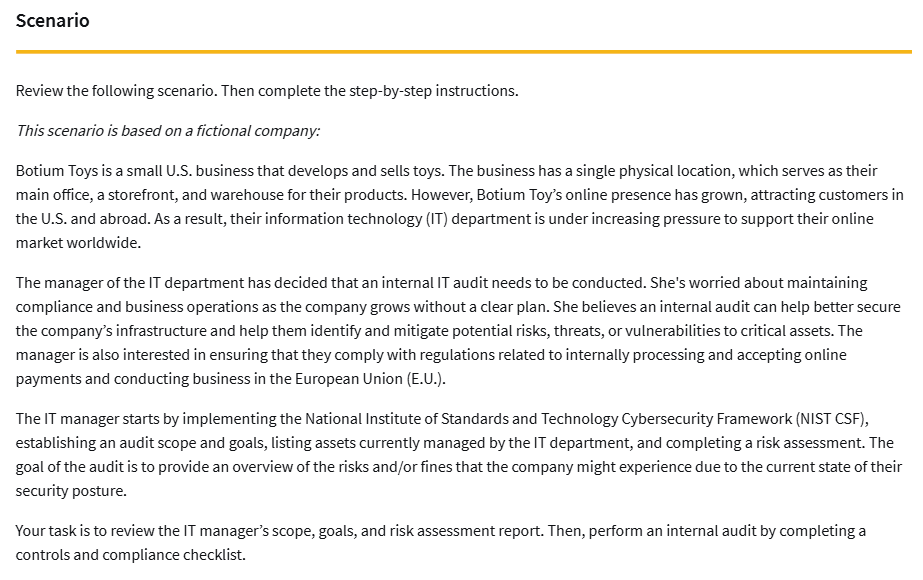 Scenario
Review the following scenario. Then complete the step-by-step instructions.
This scenario is based on a fictional company:
Botium Toys is a small U.S. business that develops and sells toys. The business has a single physical location, which serves as their
main office, a storefront, and warehouse for their products. However, Botium Toy’s online presence has grown, attracting customers in
the U.S. and abroad. As a result, their information technology (IT) department is under increasing pressure to support their online
market worldwide.
The manager of the IT department has decided that an internal IT audit needs to be conducted. She's worried about maintaining
compliance and business operations as the company grows without a clear plan. She believes an internal audit can help better secure
the company’s infrastructure and help them identify and mitigate potential risks, threats, or vulnerabilities to critical assets. The
manager is also interested in ensuring that they comply with regulations related to internally processing and accepting online
payments and conducting business in the European Union (E.U.).
The IT manager starts by implementing the National Institute of Standards and Technology Cybersecurity Framework (NIST CSF),
establishing an audit scope and goals, listing assets currently managed by the IT department, and completing a risk assessment. The
goal of the audit is to provide an overview of the risks and/or fines that the company might experience due to the current state of their
security posture.
Your task is to review the IT manager’s scope, goals, and risk assessment report. Then, perform an internal audit by completing a
controls and compliance checklist.